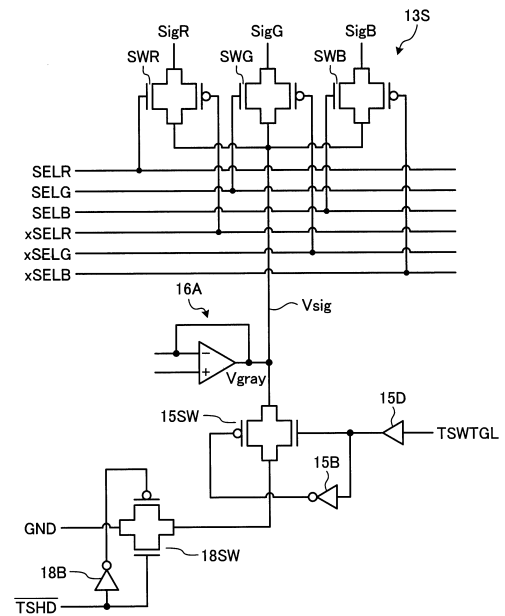 SigR SigG SigB 13S
SWR SWG SWB
SELR
SELG
SELB
xSELR
xSELG
xSELB
16A
Vsig
−
+
Vgray
15SW 15D
TSWTGL
15B
GND
18SW
18B
TSHD